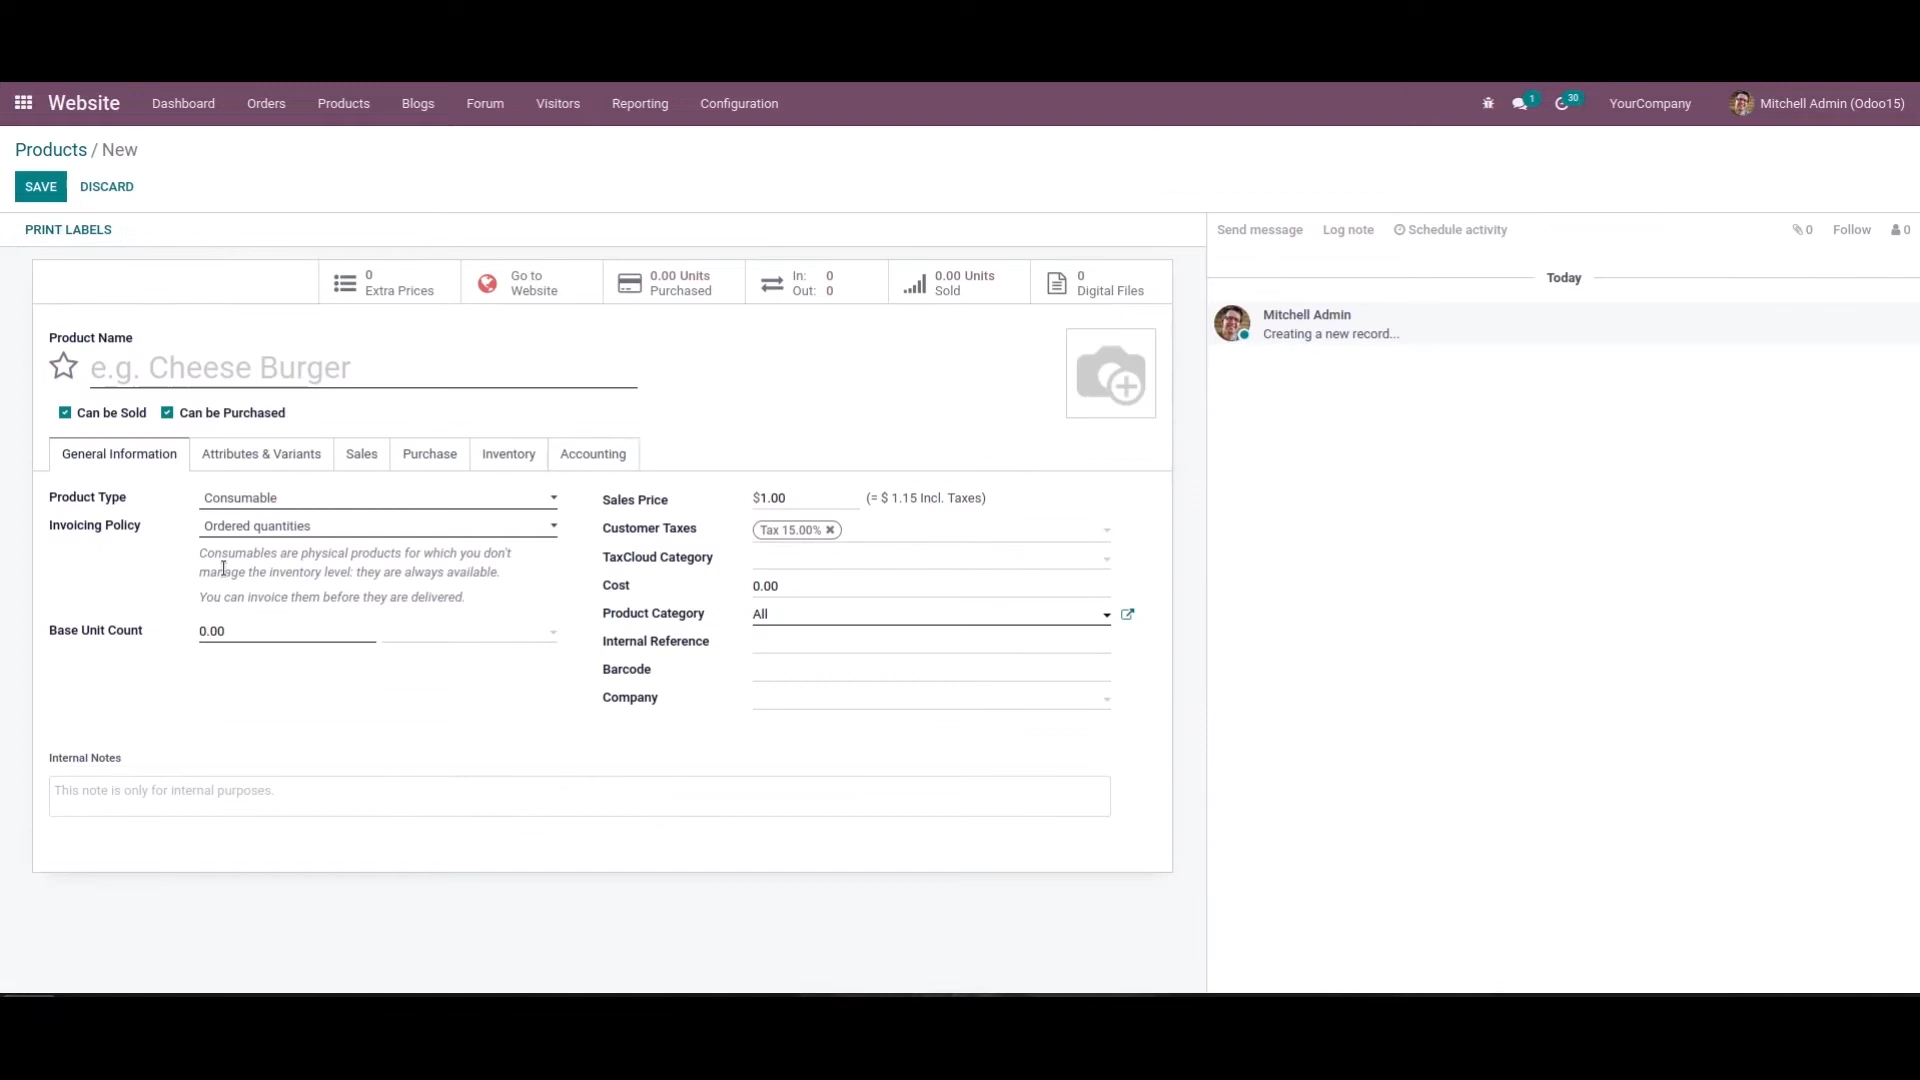 Website Dashboard Orders Products Blogs Forum Visitors Reporting Configuration 1 30 YourCompany Mitchell Admin (Odoo15)
Products / New
SAVE DISCARD
PRINT LABELS
Send message Log note Schedule activity 0 Follow 0
0 Extra Prices
Go to Website
0.00 Units Purchased
In: 0
Out: 0
0.00 Units Sold
0 Digital Files
Today
Mitchell Admin
Creating a new record...
Product Name
e.g. Cheese Burger
Can be Sold Can be Purchased
General Information Attributes & Variants Sales Purchase Inventory Accounting
Product Type Consumable
Invoicing Policy Ordered quantities
Consumables are physical products for which you don't
manage the inventory level: they are always available.
You can invoice them before they are delivered.
Base Unit Count 0.00
Sales Price $1.00 (= $ 1.15 Incl. Taxes)
Customer Taxes Tax 15.00%
TaxCloud Category
Cost 0.00
Product Category All
Internal Reference
Barcode
Company
Internal Notes
This note is only for internal purposes.